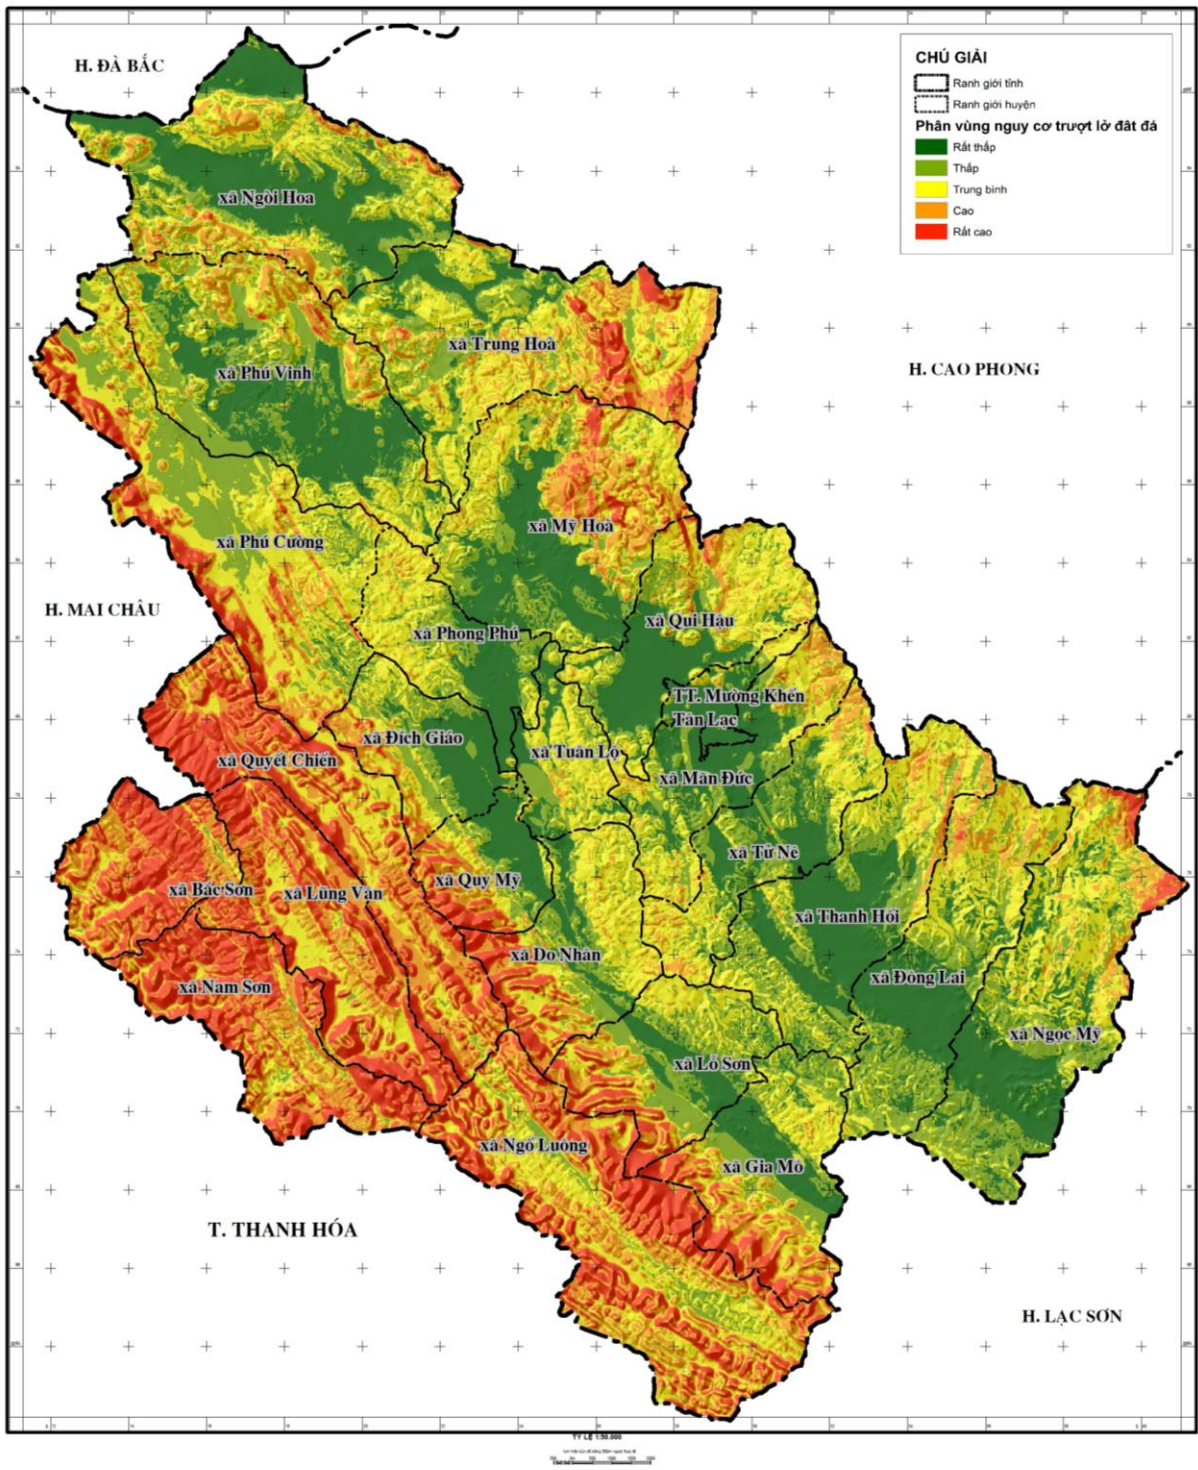 H. ĐÀ BẮC
CHÚ GIẢI
Ranh giới tỉnh
Ranh giới huyện
Phân vùng nguy cơ trượt lở đất đá
Rất thấp
Thấp
Trung bình
Cao
Rất cao
xã Ngòi Hoa
xã Trung Hoà
xã Phú Vinh
H. CAO PHONG
xã Mỹ Hoà
xã Phú Cường
H. MAI CHÂU
xã Qui Hậu
xã Phong Phú
TT. Mường Khến
Tân Lạc
xã Địch Giáo
xã Tuân Lộ
xã Quyết Chiến
xã Mãn Đức
xã Tử Nê
xã Quy Mỹ
xã Bắc Sơn
xã Lũng Vân
xã Thanh Hối
xã Do Nhân
xã Đông Lai
xã Nam Sơn
xã Ngọc Mỹ
xã Lỗ Sơn
xã Ngổ Luông
xã Gia Mô
T. THANH HÓA
H. LẠC SƠN
TỶ LỆ 1:50.000